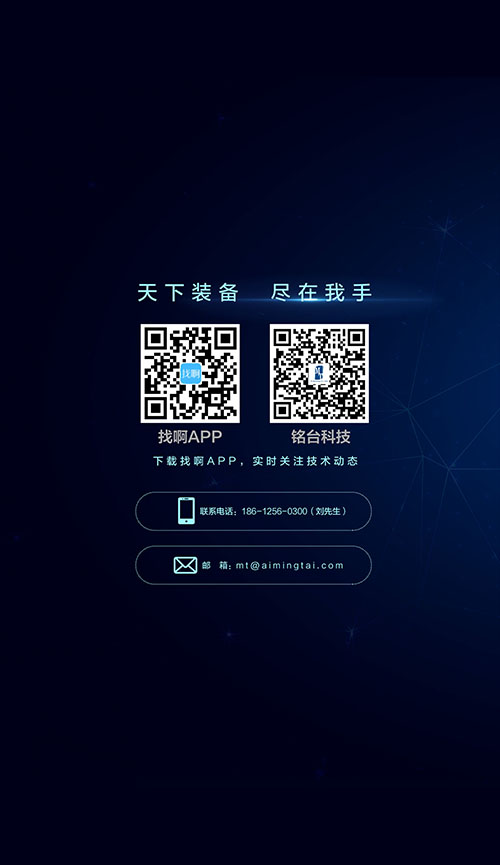 天下装备 尽在我手
找啊
找啊APP 铭台科技
下载找啊APP，实时关注技术动态
联系电话：186-1256-0300（刘先生）
邮 箱：mt@aimingtai.com